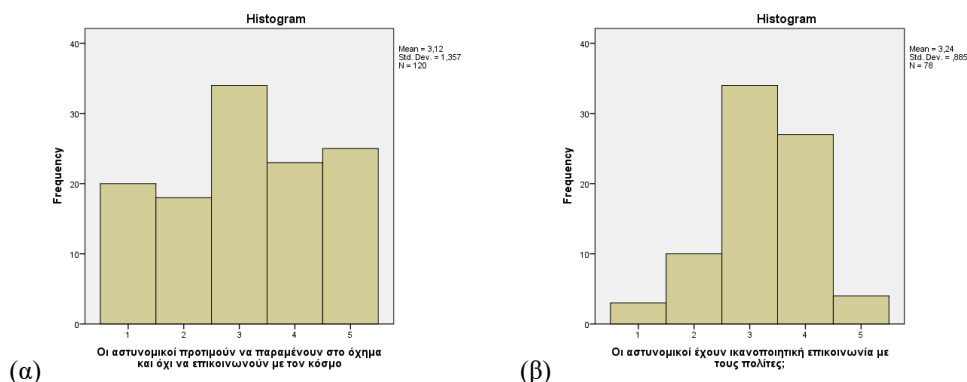 Histogram
Mean = 3,12
Std. Dev. = 1,357
N = 120
Frequency
40
30
20
10
0
1 2 3 4 5
Οι αστυνομικοί προτιμούν να παραμένουν στο όχημα
και όχι να επικοινωνούν με τον κόσμο
(α)
Histogram
Mean = 3,24
Std. Dev. = ,885
N = 78
Frequency
40
30
20
10
0
1 2 3 4 5
Οι αστυνομικοί έχουν ικανοποιητική επικοινωνία με
τους πολίτες;
(β)